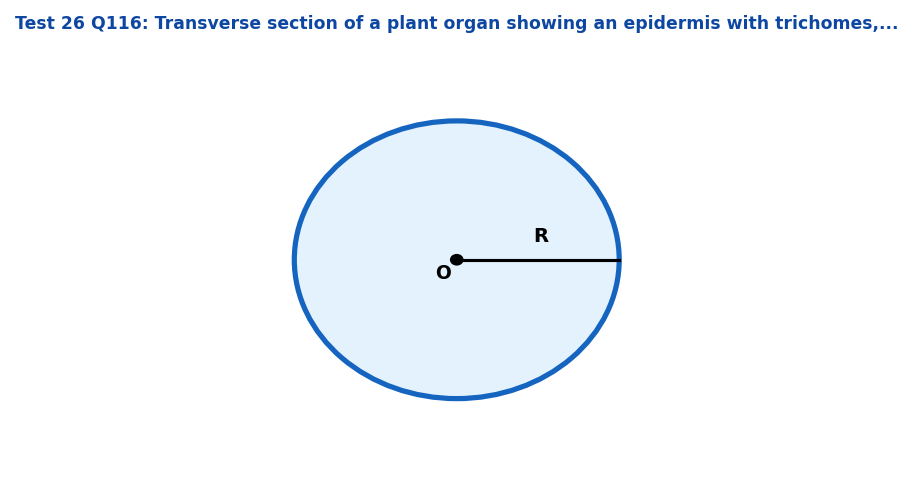 Test 26 Q116: Transverse section of a plant organ showing an epidermis with trichomes,...
R
O